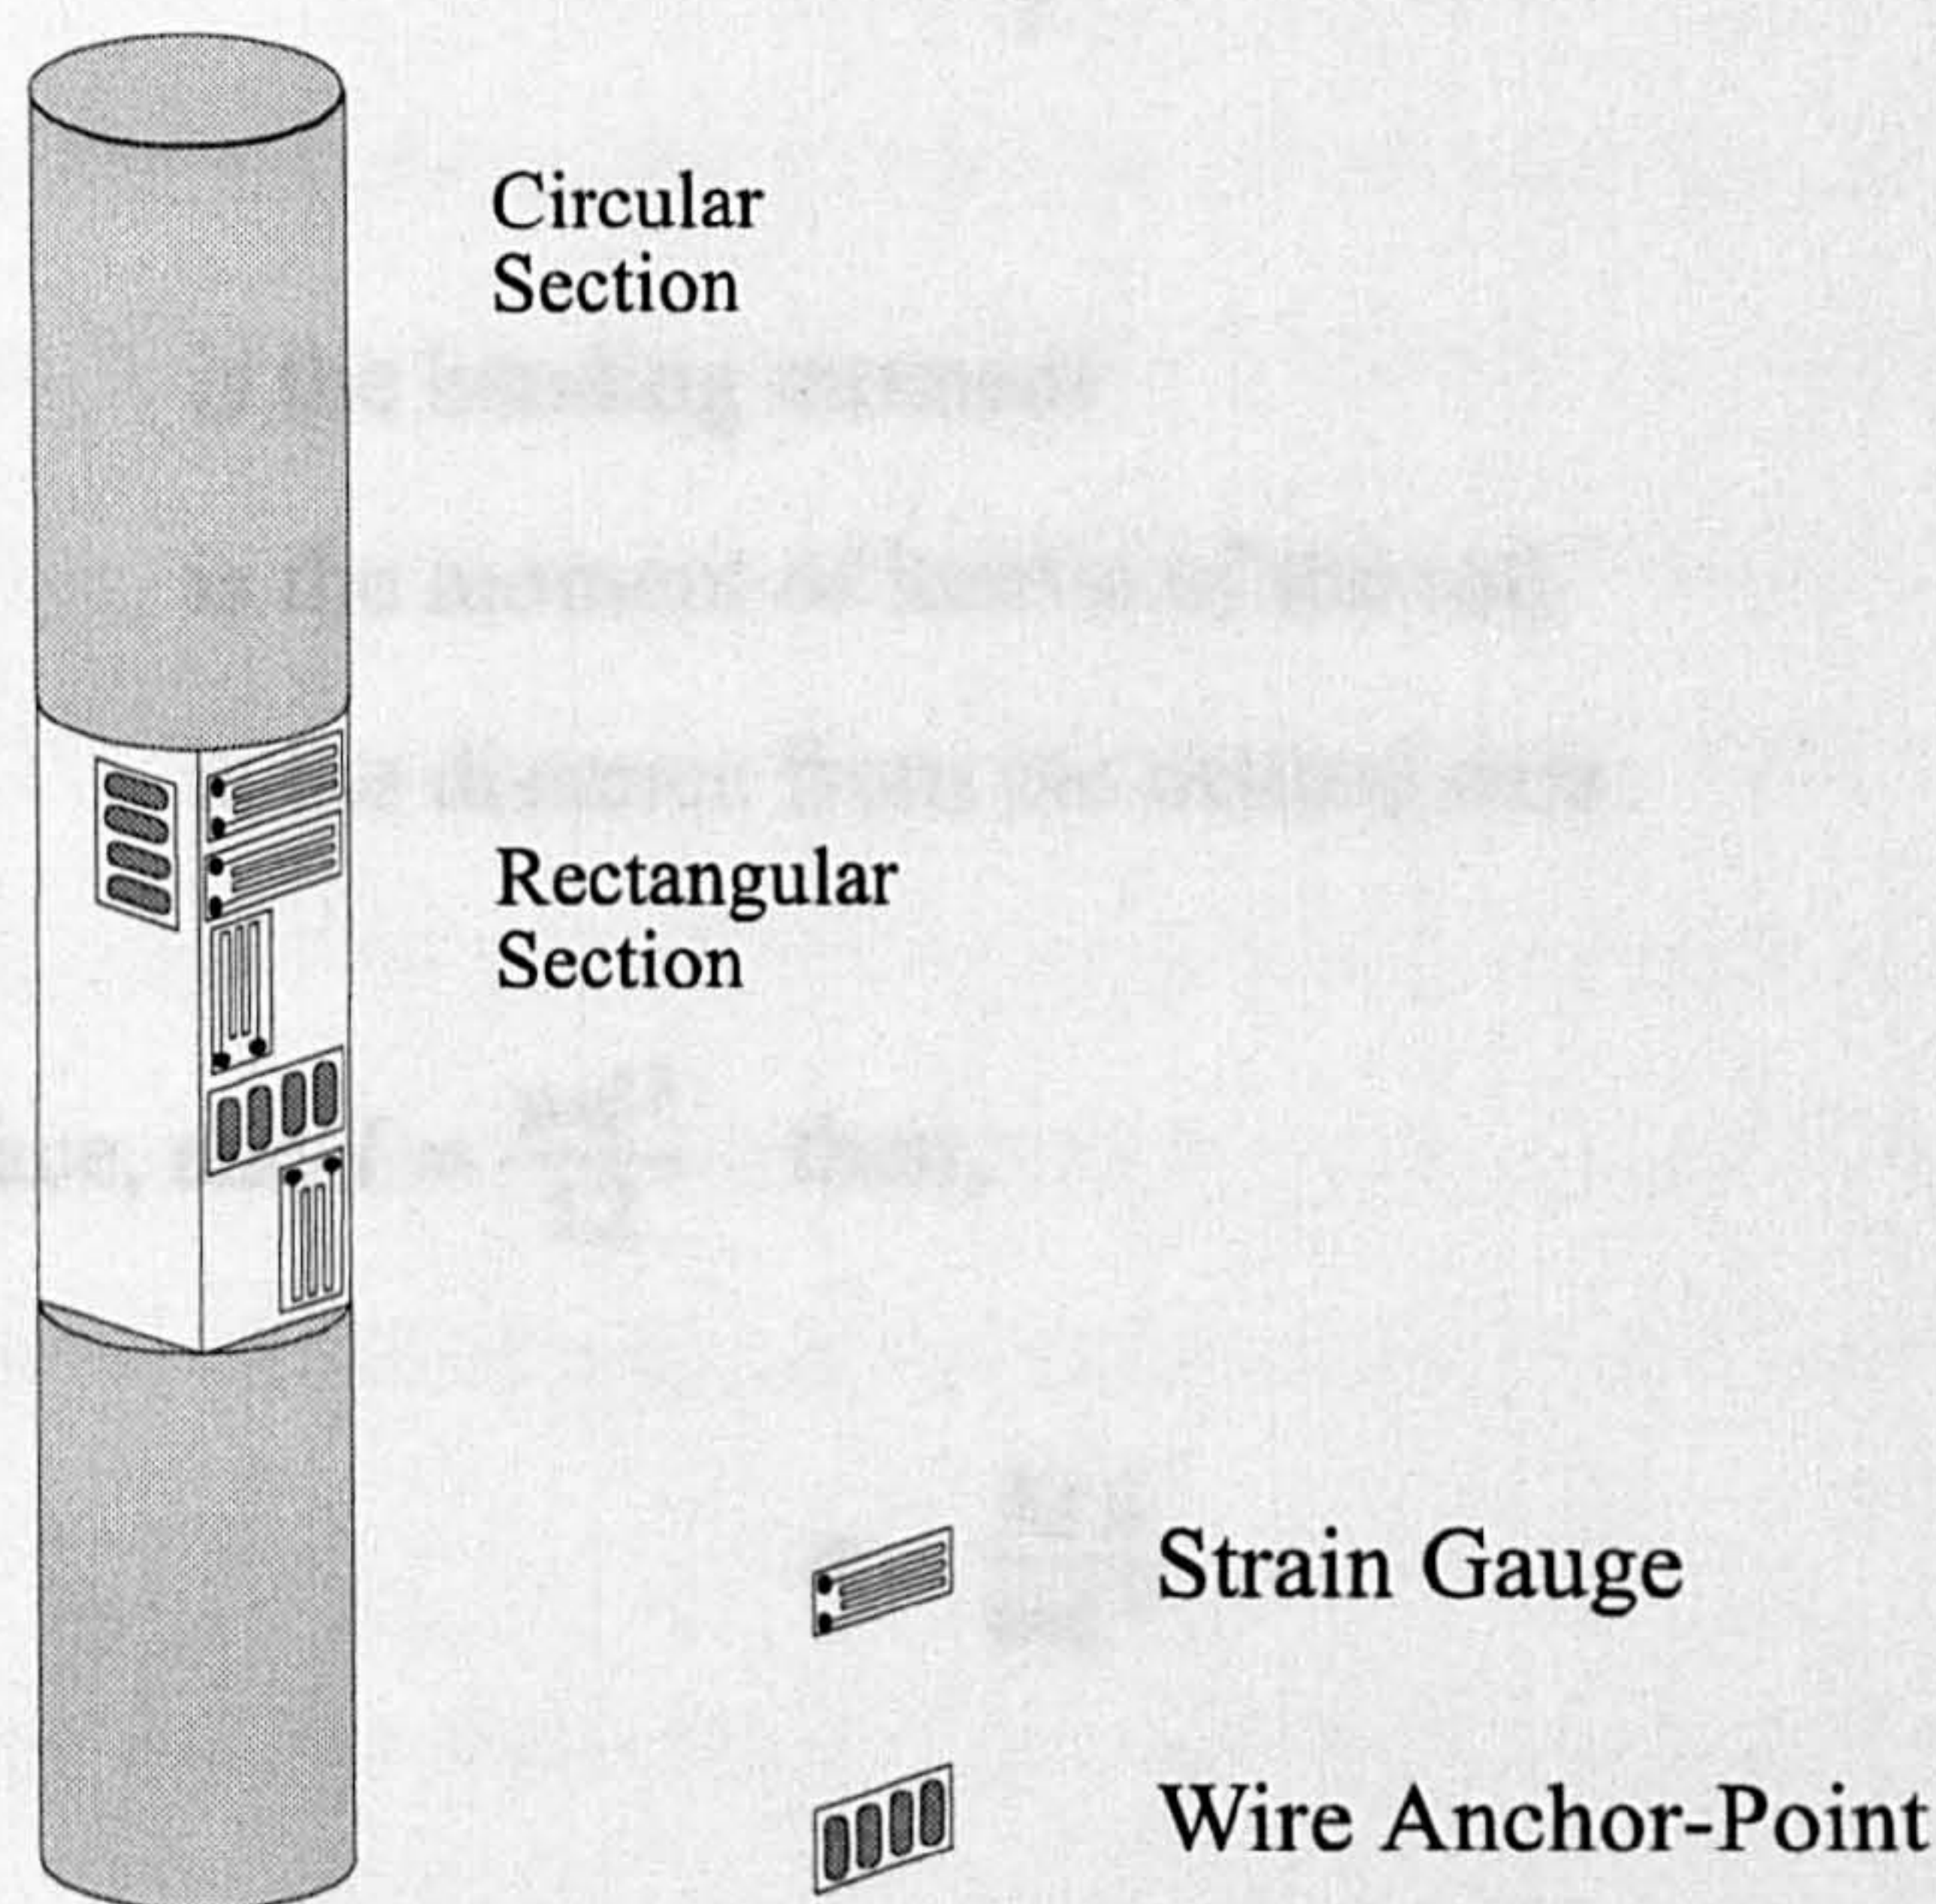 Circular
Section
Rectangular
Section
Strain Gauge
Wire Anchor-Point